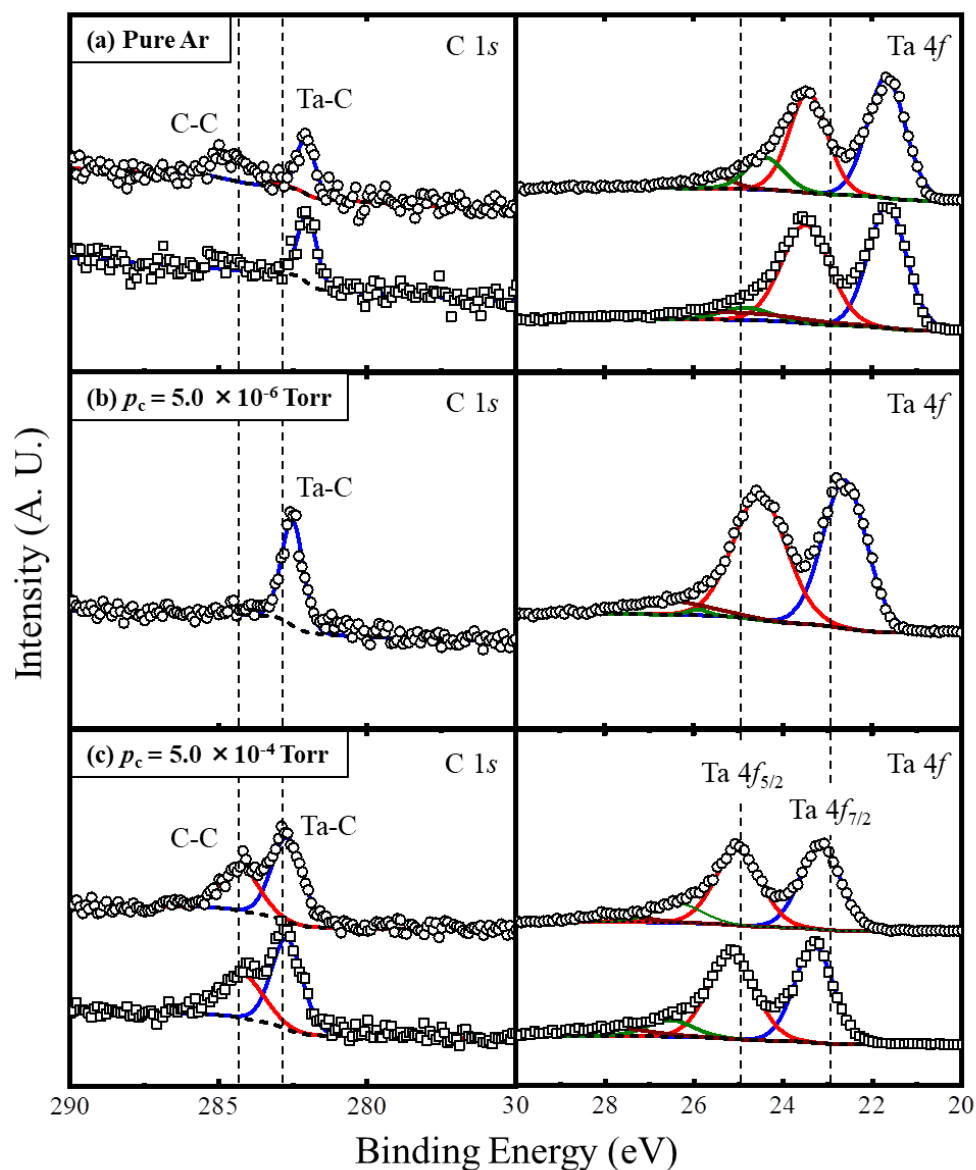 (a) Pure Ar
C 1s
Ta 4f
C-C
Ta-C
(b) pc = 5.0 × 10-6 Torr
C 1s
Ta 4f
Ta-C
(c) pc = 5.0 × 10-4 Torr
C 1s
Ta 4f
C-C
Ta-C
Ta 4f5/2
Ta 4f7/2
Intensity (A. U.)
290 285 280 30 28 26 24 22 20
Binding Energy (eV)